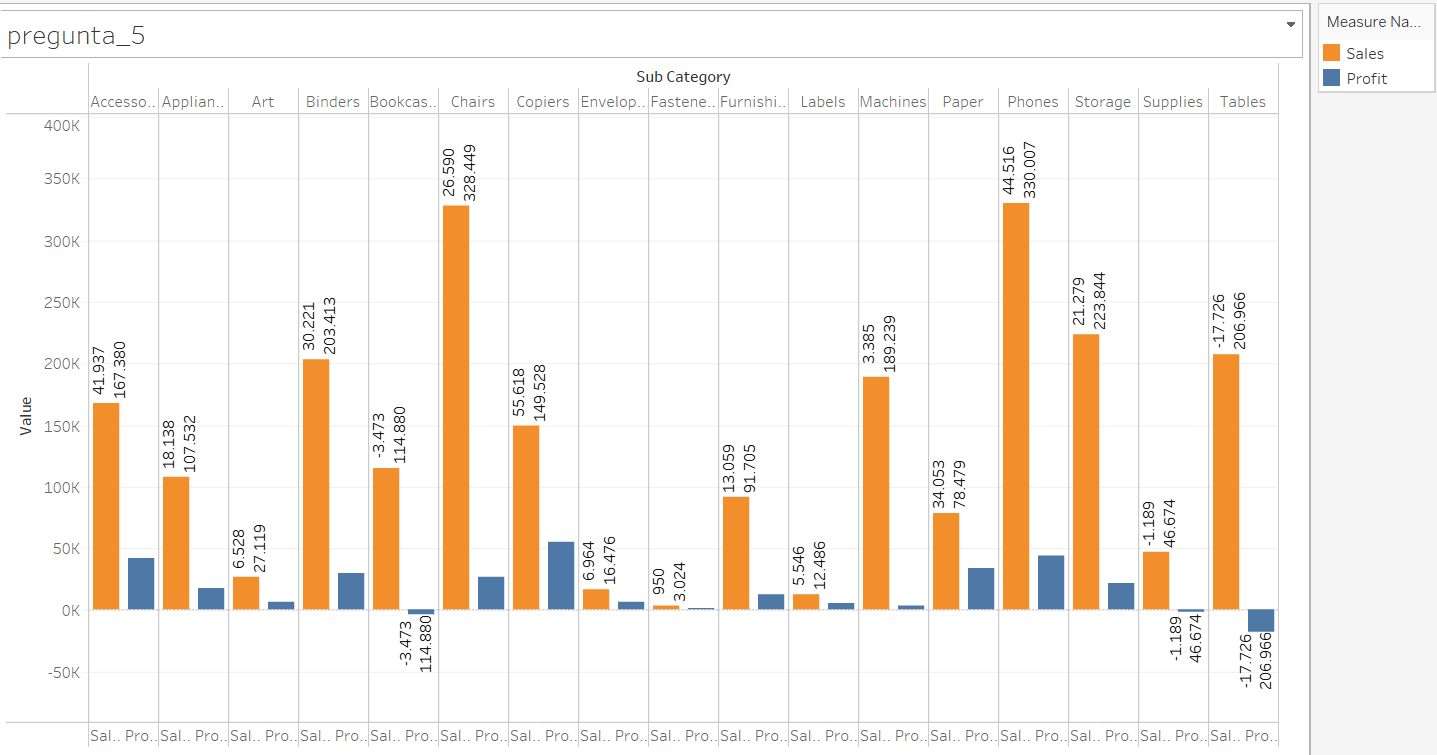 pregunta_5
Measure Na...
Sales
Profit
Sub Category
Accesso.. Applian.. Art Binders Bookcas.. Chairs Copiers Envelop.. Fastene.. Furnishi.. Labels Machines Paper Phones Storage Supplies Tables
400K
350K
300K
250K
200K
150K
100K
50K
0K
-50K
Value
41.937
167.380
18.138
107.532
6.528
27.119
30.221
203.413
-3.473
114.880
-3.473
114.880
26.590
328.449
55.618
149.528
6.964
16.476
950
3.024
13.059
91.705
5.546
12.486
3.385
189.239
34.053
78.479
44.516
330.007
21.279
223.844
-1.189
46.674
-1.189
46.674
-17.726
206.966
-17.726
206.966
Sal.. Pro.. Sal.. Pro.. Sal.. Pro.. Sal.. Pro.. Sal.. Pro.. Sal.. Pro.. Sal.. Pro.. Sal.. Pro.. Sal.. Pro.. Sal.. Pro.. Sal.. Pro.. Sal.. Pro.. Sal.. Pro.. Sal.. Pro.. Sal.. Pro.. Sal.. Pro.. Sal.. Pro..